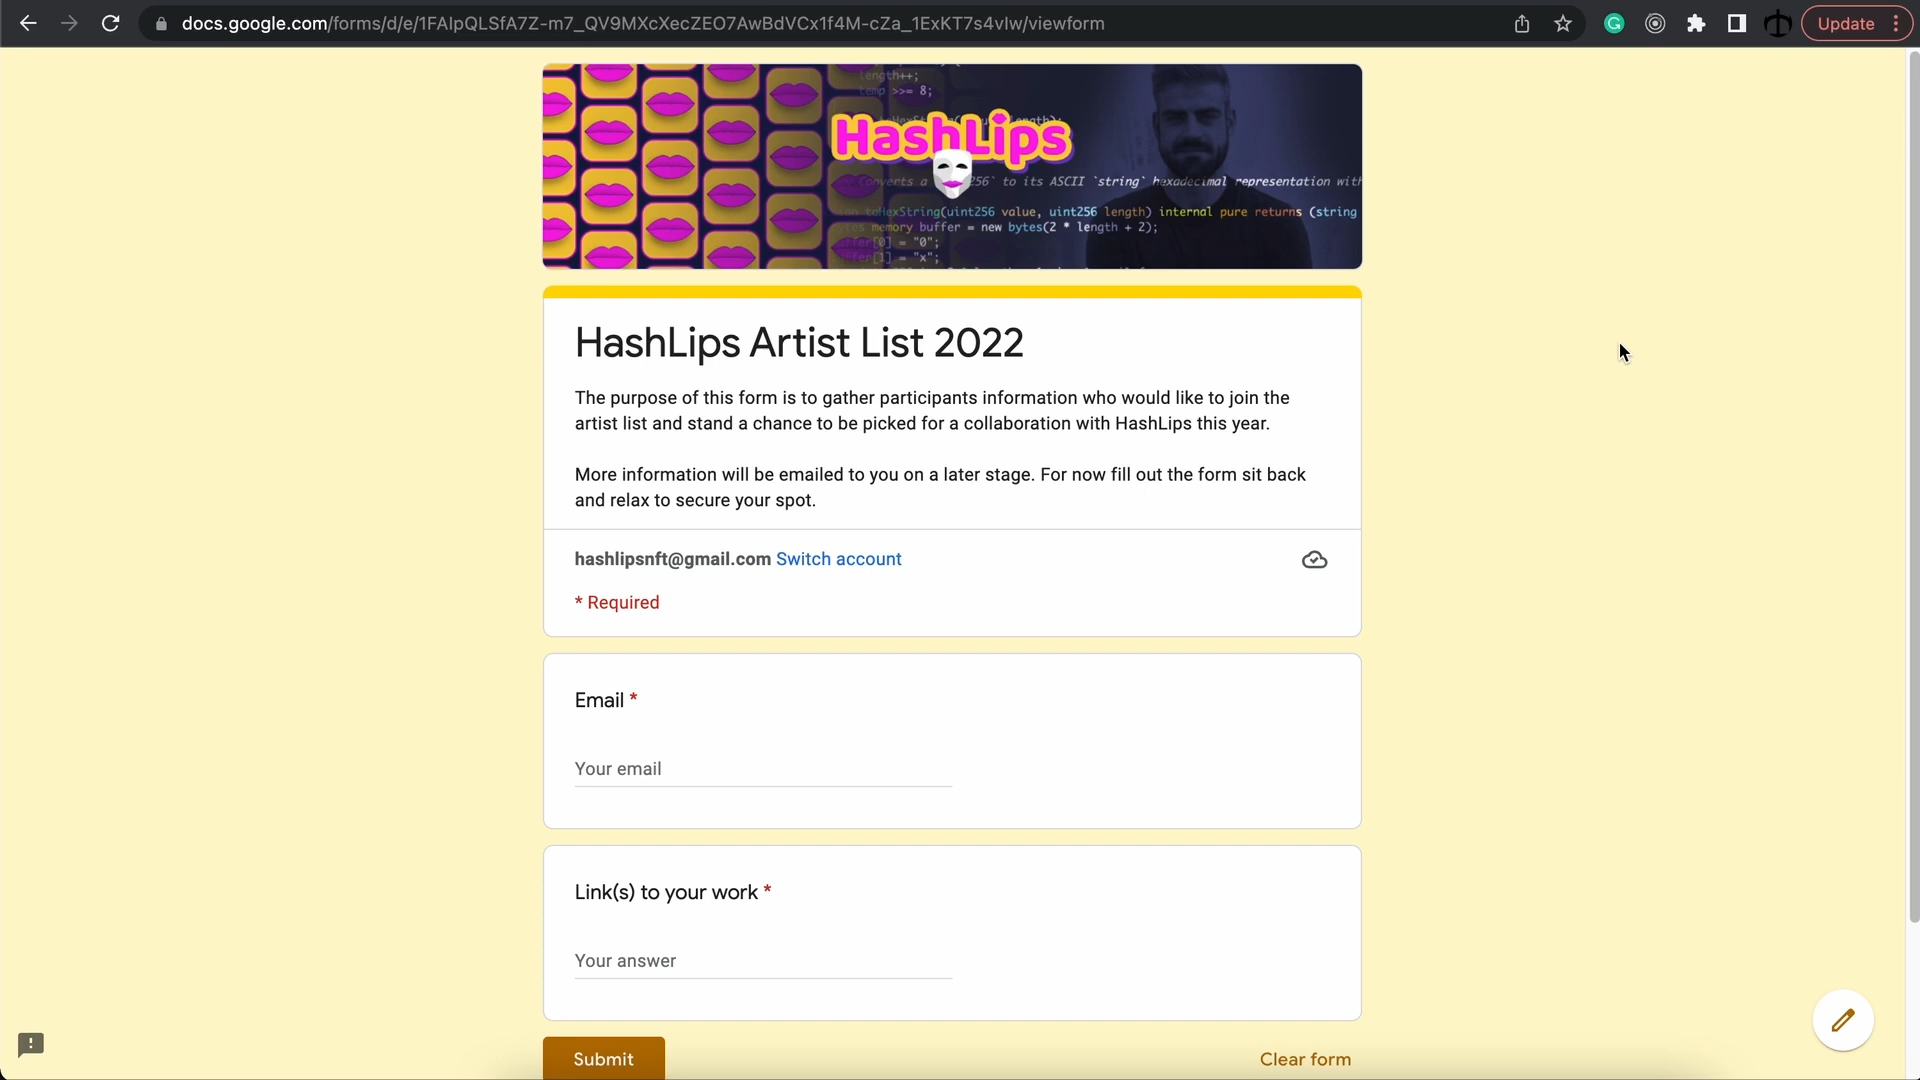 docs.google.com/forms/d/e/1FAIpQLSfA7Z-m7_QV9MXcXecZEO7AwBdVCx1f4M-cZa_1ExKT7s4vIw/viewform
Update
length++;
temp >>= 8;
HashLips
to its ASCII `string` hexadecimal representation with
toHexString(uint256 value, uint256 length) internal pure returns (string
memory buffer = new bytes(2 * length + 2);
= "0";
[1] = "x";
HashLips Artist List 2022
The purpose of this form is to gather participants information who would like to join the
artist list and stand a chance to be picked for a collaboration with HashLips this year.
More information will be emailed to you on a later stage. For now fill out the form sit back
and relax to secure your spot.
hashlipsnft@gmail.com Switch account
* Required
Email *
Your email
Link(s) to your work *
Your answer
Submit
Clear form